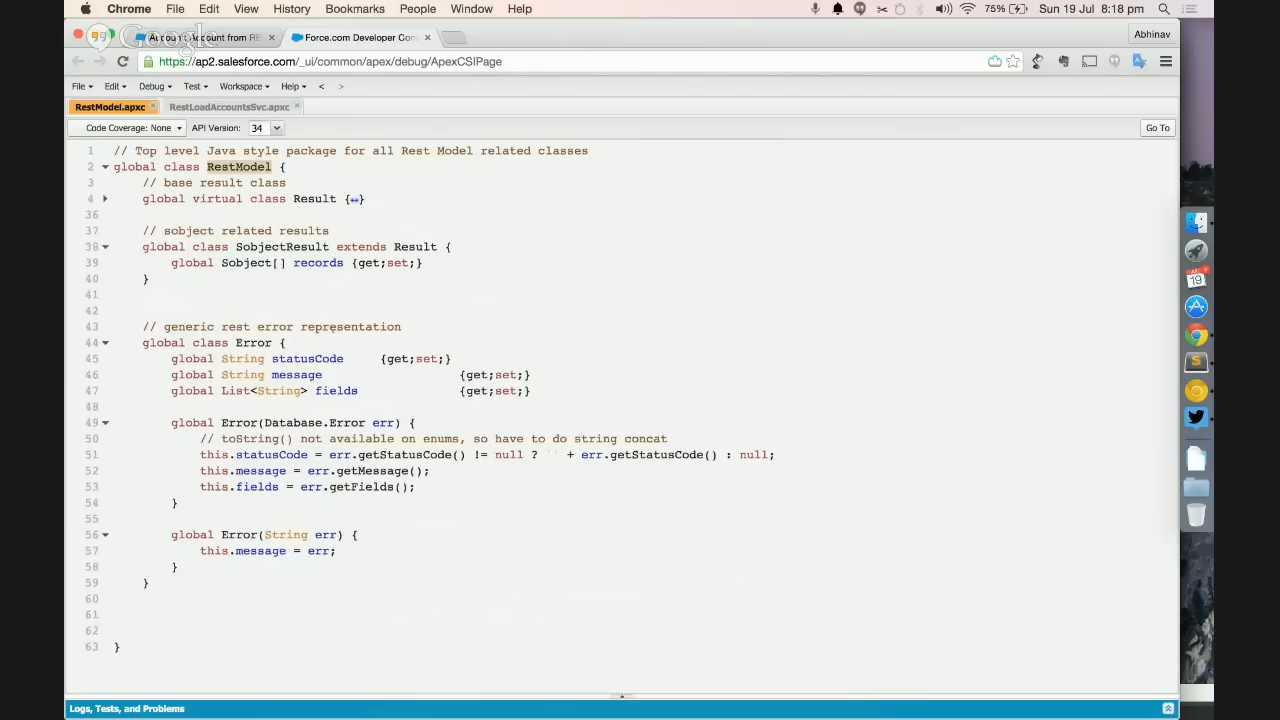 Chrome File Edit View History Bookmarks People Window Help 75% Sun 19 Jul 8:18 pm
Google
Account from RE × Force.com Developer Con × Abhinav
https://ap2.salesforce.com/_ui/common/apex/debug/ApexCSIPage
File Edit Debug Test Workspace Help < >
RestModel.apxc RestLoadAccountsSvc.apxc
Code Coverage: None API Version: 34 Go To
1 // Top level Java style package for all Rest Model related classes
2 global class RestModel {
3 // base result class
4 global virtual class Result {↔}
36
37 // sobject related results
38 global class SobjectResult extends Result {
39 global Sobject[] records {get;set;}
40 }
41
42
43 // generic rest error representation
44 global class Error {
45 global String statusCode {get;set;}
46 global String message {get;set;}
47 global List<String> fields {get;set;}
48
49 global Error(Database.Error err) {
50 // toString() not available on enums, so have to do string concat
51 this.statusCode = err.getStatusCode() != null ? '' + err.getStatusCode() : null;
52 this.message = err.getMessage();
53 this.fields = err.getFields();
54 }
55
56 global Error(String err) {
57 this.message = err;
58 }
59 }
60
61
62
63 }
Logs, Tests, and Problems
19